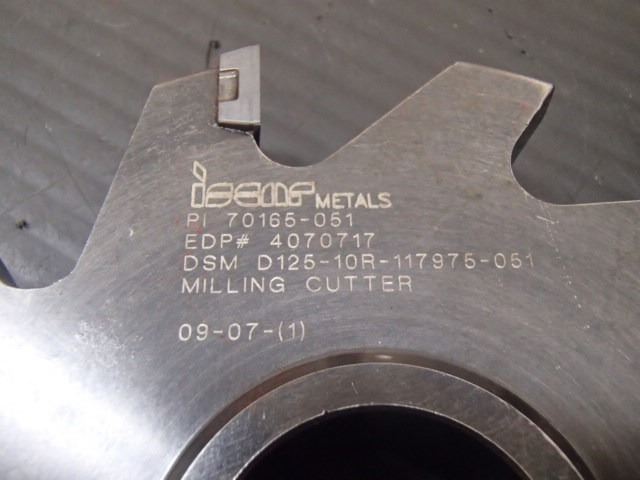 iscar METALS
PI 70165-051
EDP# 4070717
DSM D125-10R-117975-051
MILLING CUTTER
09-07-(1)